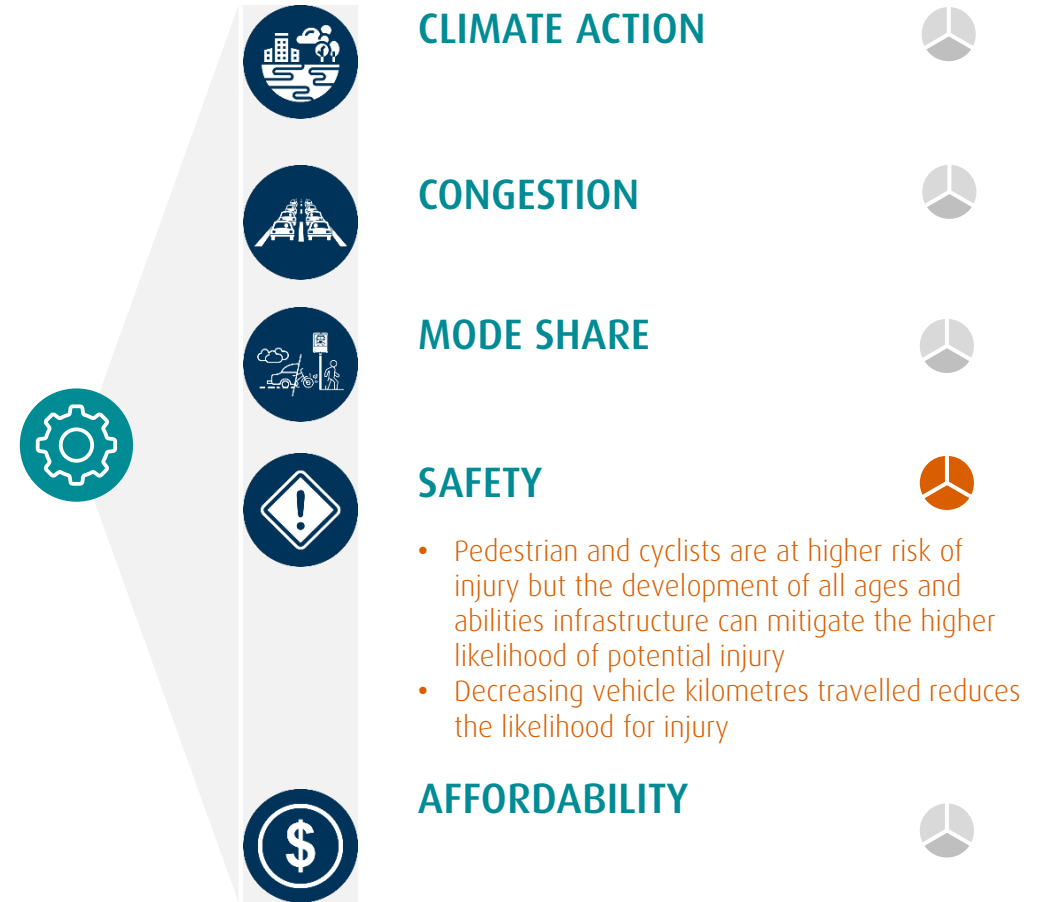 CLIMATE ACTION
CONGESTION
MODE SHARE
SAFETY
• Pedestrian and cyclists are at higher risk of
injury but the development of all ages and
abilities infrastructure can mitigate the higher
likelihood of potential injury
• Decreasing vehicle kilometres travelled reduces
the likelihood for injury
AFFORDABILITY
$